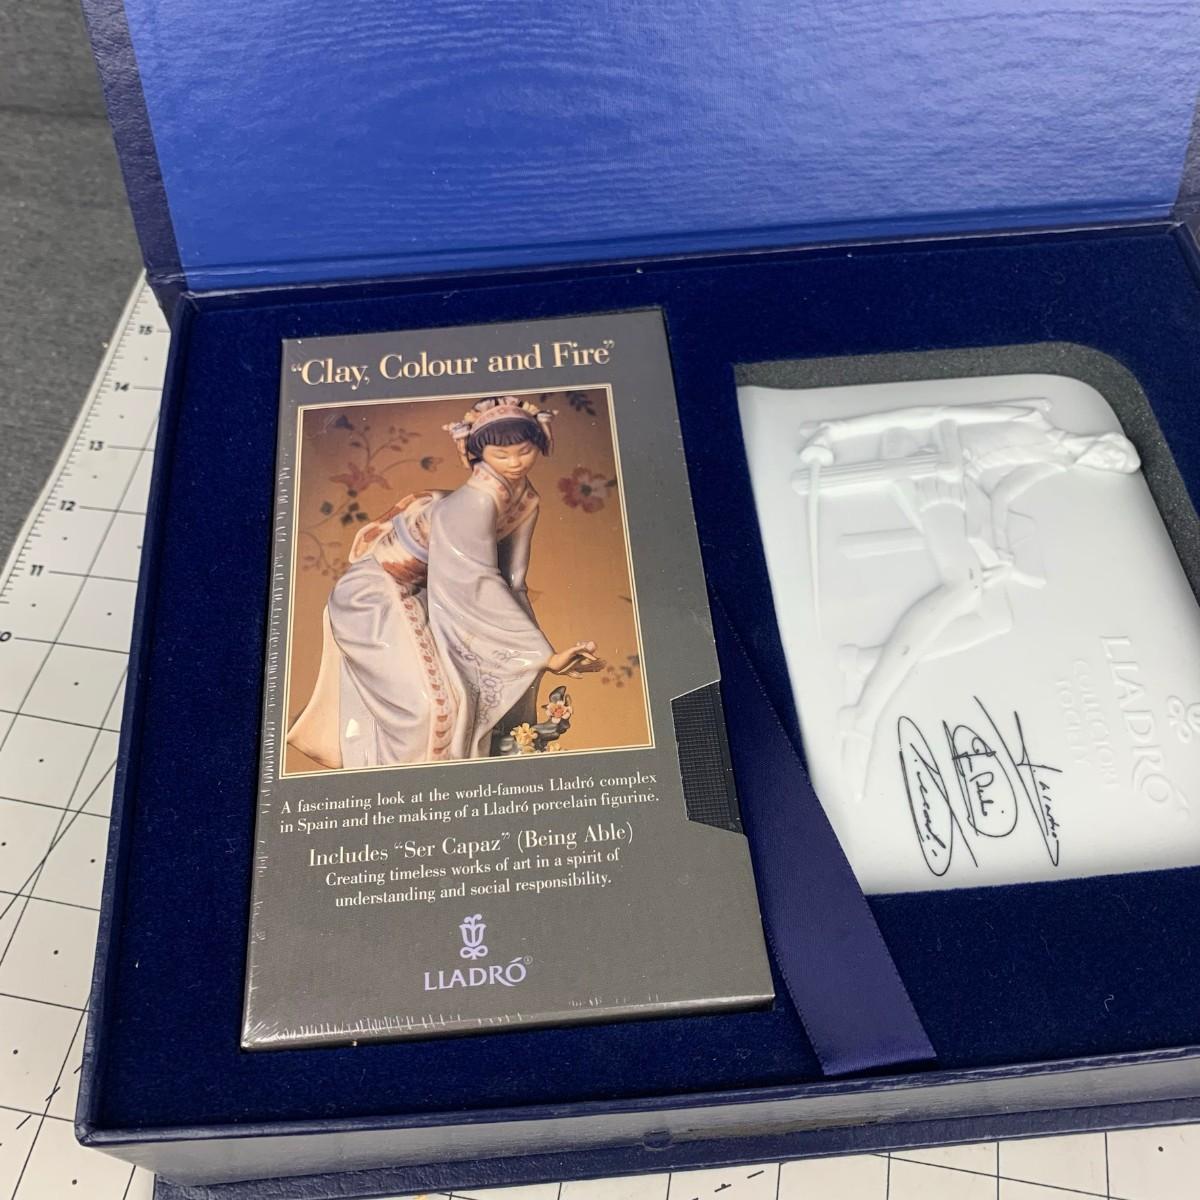 "Clay, Colour and Fire"
A fascinating look at the world-famous Lladró complex
in Spain and the making of a Lladró porcelain figurine.
Includes "Ser Capaz" (Being Able)
Creating timeless works of art in a spirit of
understanding and social responsibility.
LLADRÓ®
LLADRÓ
COLLECTORS
SOCIETY
15
14
13
12
11